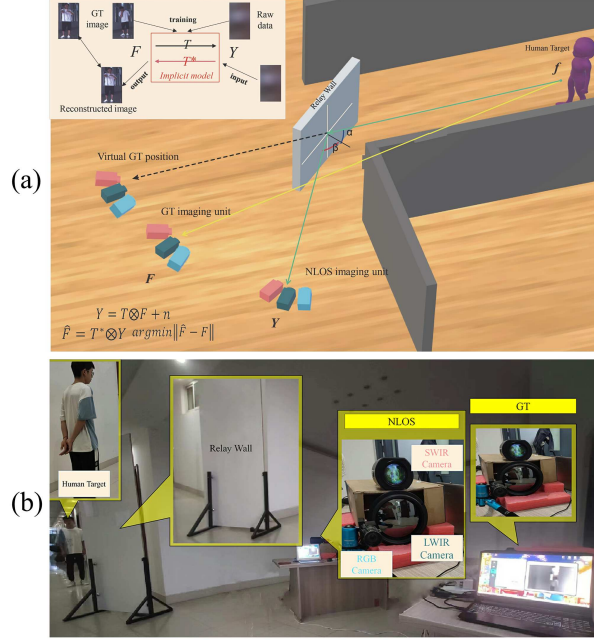 (a)
GT
image
training
Raw
data
F
T
Y
T*
Implicit model
output
input
Reconstructed image
Human Target
f
Relay Wall
α
β
Virtual GT position
GT imaging unit
F
NLOS imaging unit
Y
Y = T⊗F + n
F̂ = T*⊗Y argmin‖F̂ − F‖
(b)
Human Target
Relay Wall
NLOS
SWIR
Camera
LWIR
Camera
RGB
Camera
GT